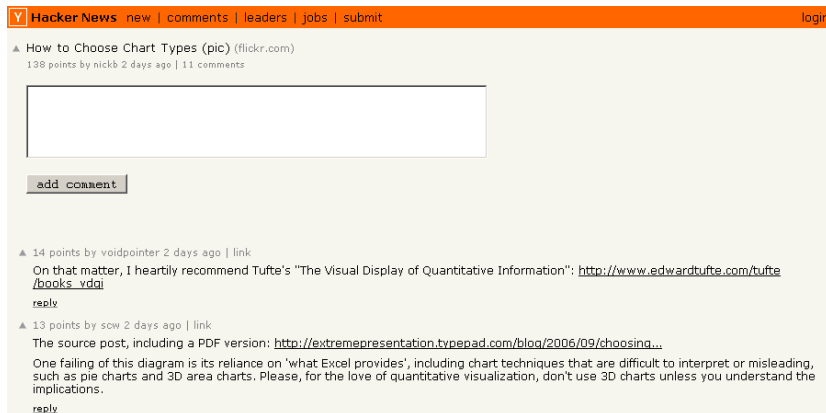 Y Hacker News new | comments | leaders | jobs | submit login
How to Choose Chart Types (pic) (flickr.com)
138 points by nickb 2 days ago | 11 comments
add comment
14 points by voidpointer 2 days ago | link
On that matter, I heartily recommend Tufte's "The Visual Display of Quantitative Information": http://www.edwardtufte.com/tufte
/books_vdqi
reply
13 points by scw 2 days ago | link
The source post, including a PDF version: http://extremepresentation.typepad.com/blog/2006/09/choosing...
One failing of this diagram is its reliance on 'what Excel provides', including chart techniques that are difficult to interpret or misleading,
such as pie charts and 3D area charts. Please, for the love of quantitative visualization, don't use 3D charts unless you understand the
implications.
reply